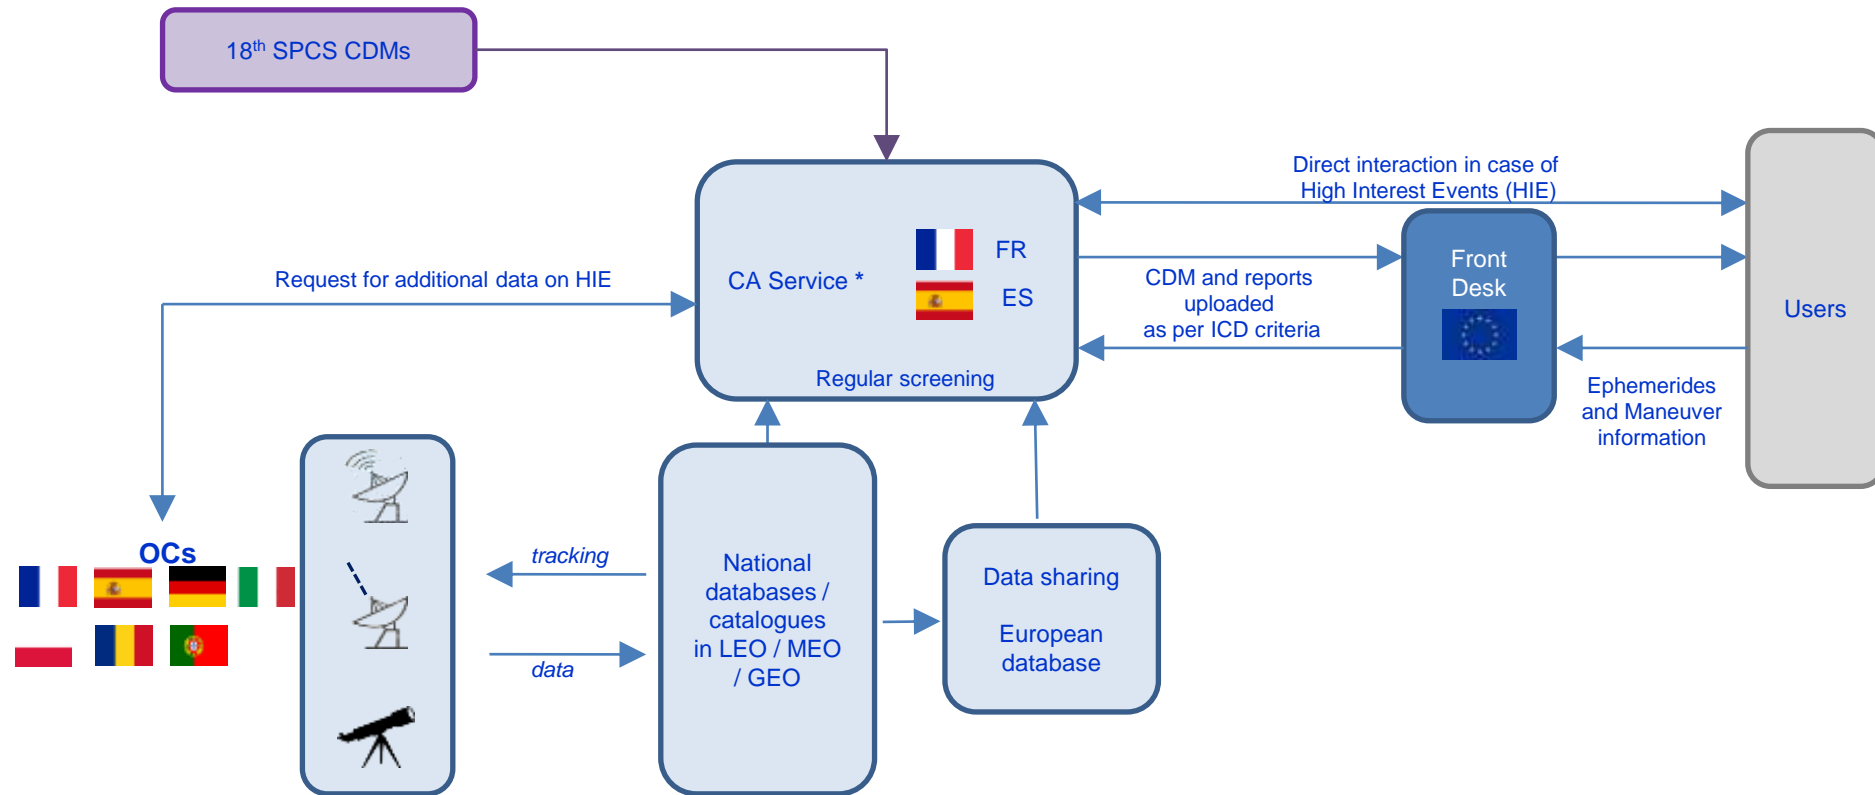 18th SPCS CDMs
Direct interaction in case of
High Interest Events (HIE)
CA Service *
FR
ES
Regular screening
Request for additional data on HIE
CDM and reports
uploaded
as per ICD criteria
Front
Desk
Users
Ephemerides
and Maneuver
information
OCs
tracking
data
National
databases /
catalogues
in LEO / MEO
/ GEO
Data sharing
European
database